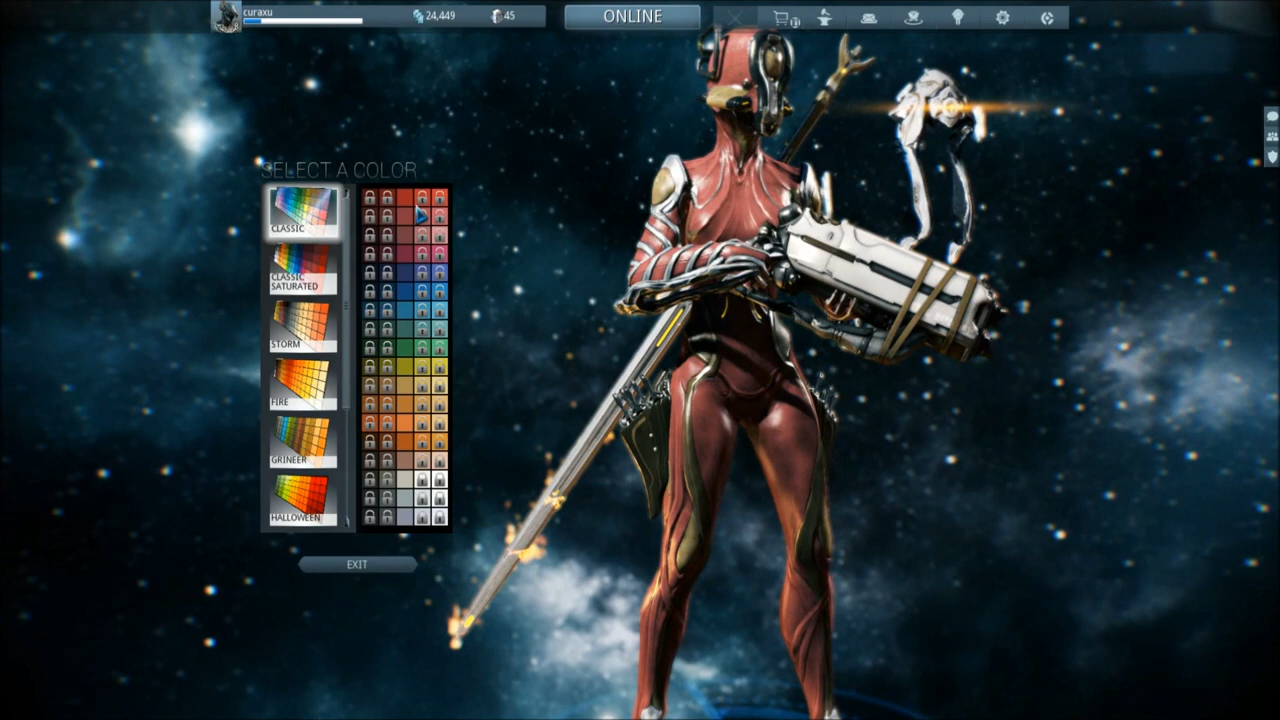 curaxu
24,449
45
ONLINE
SELECT A COLOR
CLASSIC
CLASSIC
SATURATED
STORM
FIRE
GRINEER
HALLOWEEN
EXIT